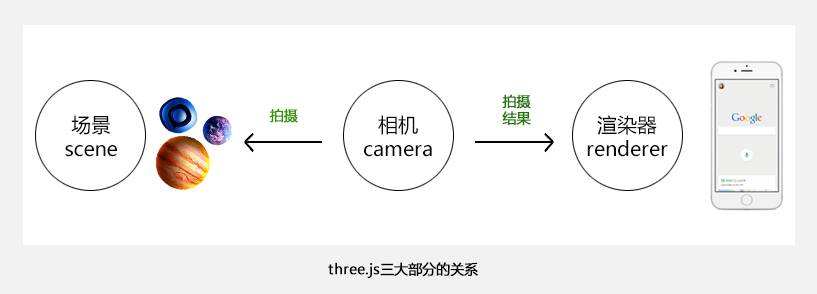 场景
scene
拍摄
相机
camera
拍摄
结果
渲染器
renderer
Google
three.js三大部分的关系